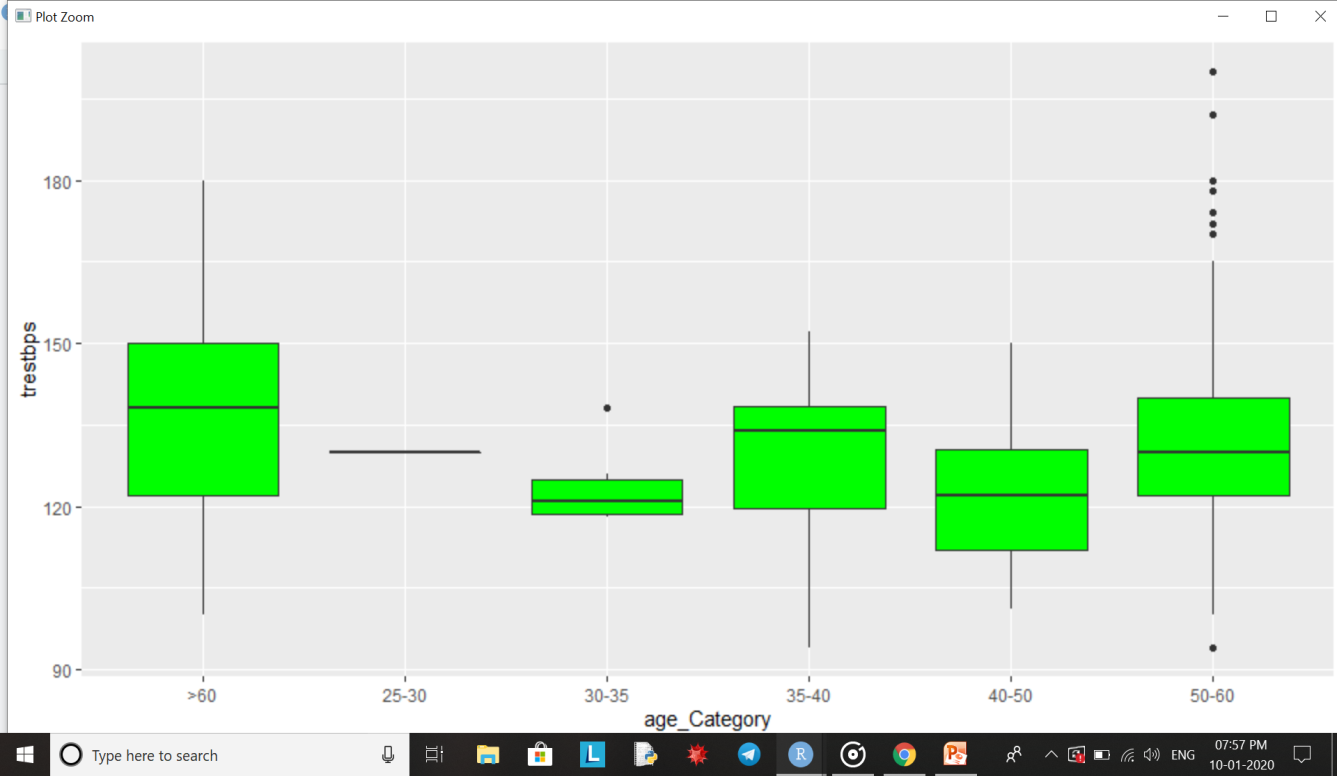 Plot Zoom
180
150
120
90
trestbps
>60 25-30 30-35 35-40 40-50 50-60
age_Category
Type here to search
L
R
P
ENG
07:57 PM
10-01-2020